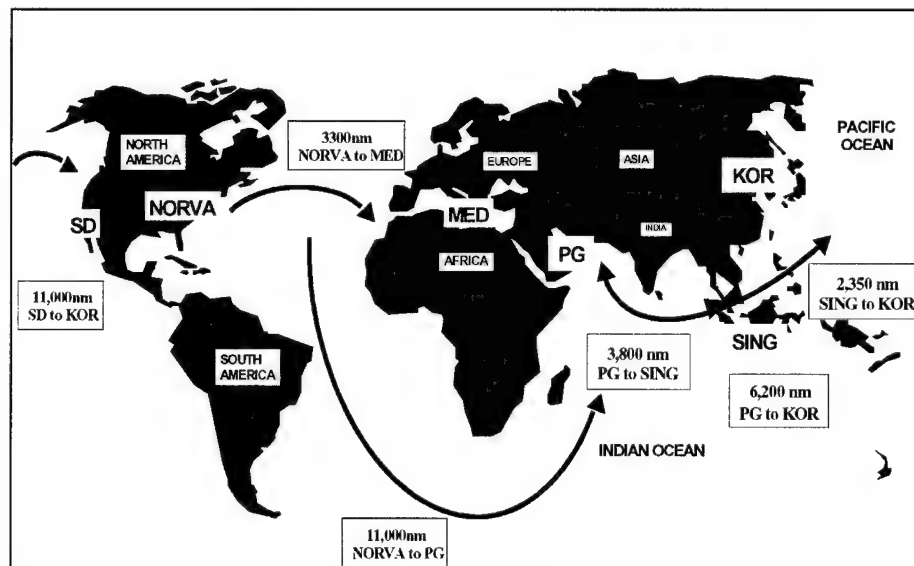 NORTH
AMERICA
3300nm
NORVA to MED
EUROPE
ASIA
PACIFIC
OCEAN
KOR
NORVA
SD
MED
INDIA
PG
AFRICA
11,000nm
SD to KOR
2,350 nm
SING to KOR
SOUTH
AMERICA
3,800 nm
PG to SING
SING
6,200 nm
PG to KOR
INDIAN OCEAN
11,000nm
NORVA to PG